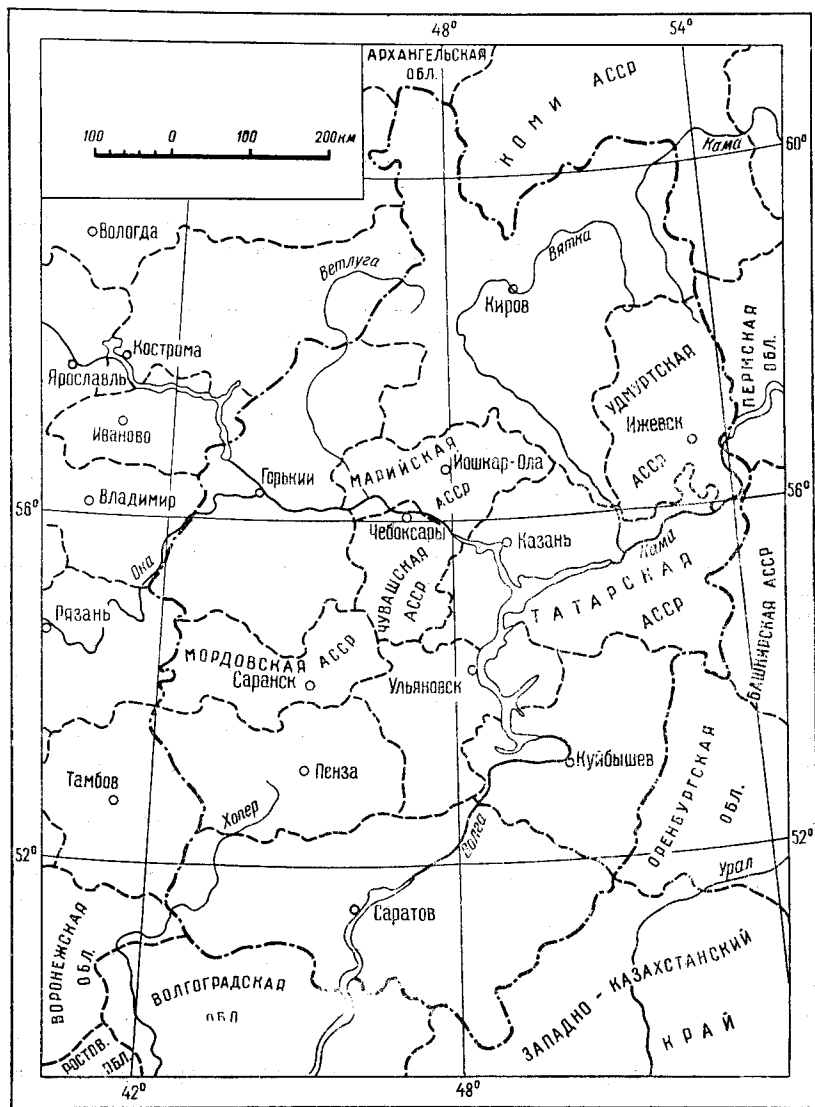 48°
54°
АРХАНГЕЛЬСКАЯ
ОБЛ.
КОМИ АССР
100
0
100
200 км
Кама
60°
Вологда
Ветлуга
Вятка
Киров
Кострома
Ярославль
ПЕРМСКАЯ
ОБЛ.
УДМУРТСКАЯ
АССР
Иваново
Ижевск
Горький
МАРИЙСКАЯ
АССР
Йошкар-Ола
56°
Владимир
56°
Чебоксары
Казань
Кама
Ока
ЧУВАШСКАЯ
АССР
ТАТАРСКАЯ
АССР
БАШКИРСКАЯ АССР
Рязань
МОРДОВСКАЯ АССР
Саранск
Ульяновск
Куйбышев
Тамбов
Пенза
Хопер
Волга
ОРЕНБУРГСКАЯ
ОБЛ.
52°
52°
Урал
Саратов
ВОРОНЕЖСКАЯ
ОБЛ.
ВОЛГОГРАДСКАЯ
ОБЛ
ЗАПАДНО-КАЗАХСТАНСКИЙ
КРАЙ
РОСТОВ.
ОБЛ.
42°
48°